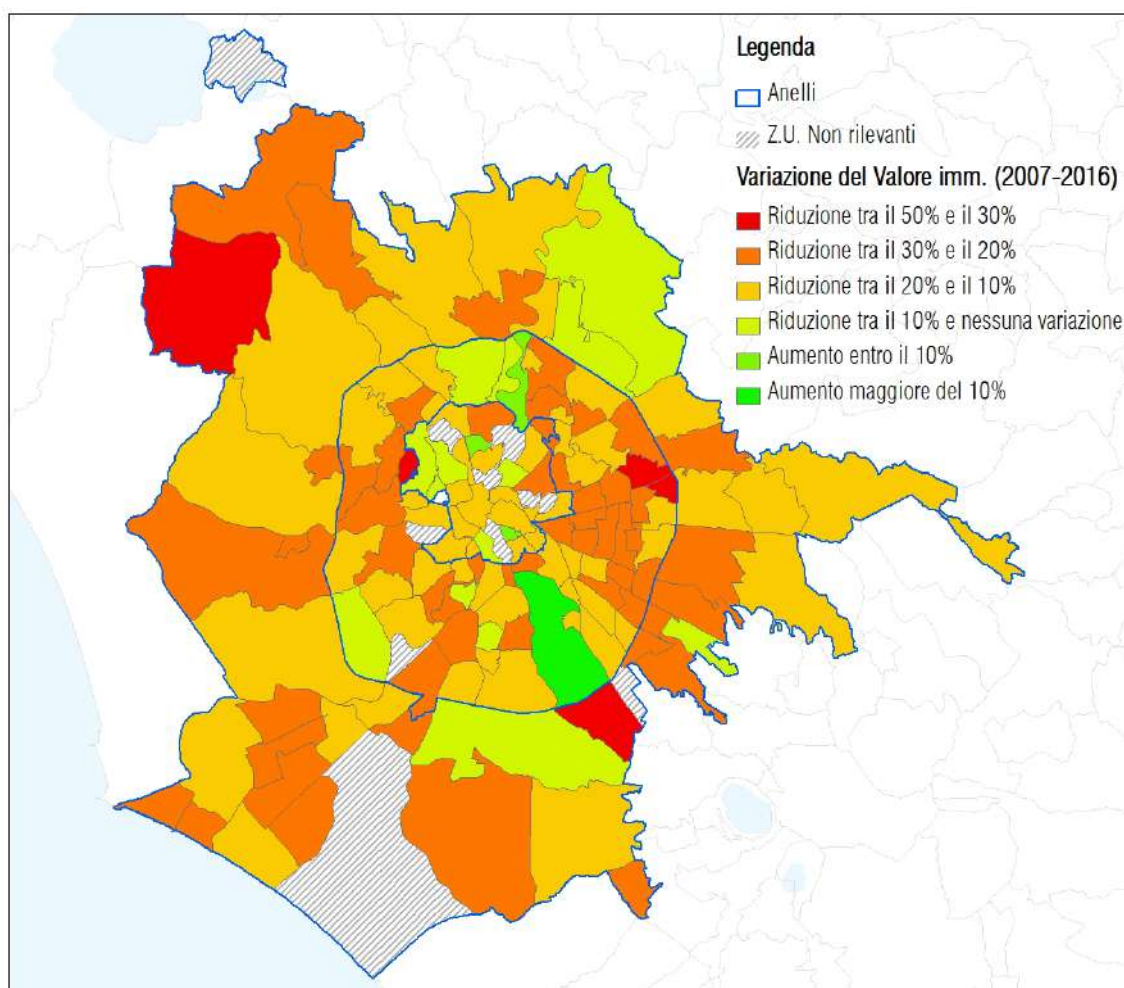 Legenda
Anelli
Z.U. Non rilevanti
Variazione del Valore imm. (2007-2016)
Riduzione tra il 50% e il 30%
Riduzione tra il 30% e il 20%
Riduzione tra il 20% e il 10%
Riduzione tra il 10% e nessuna variazione
Aumento entro il 10%
Aumento maggiore del 10%